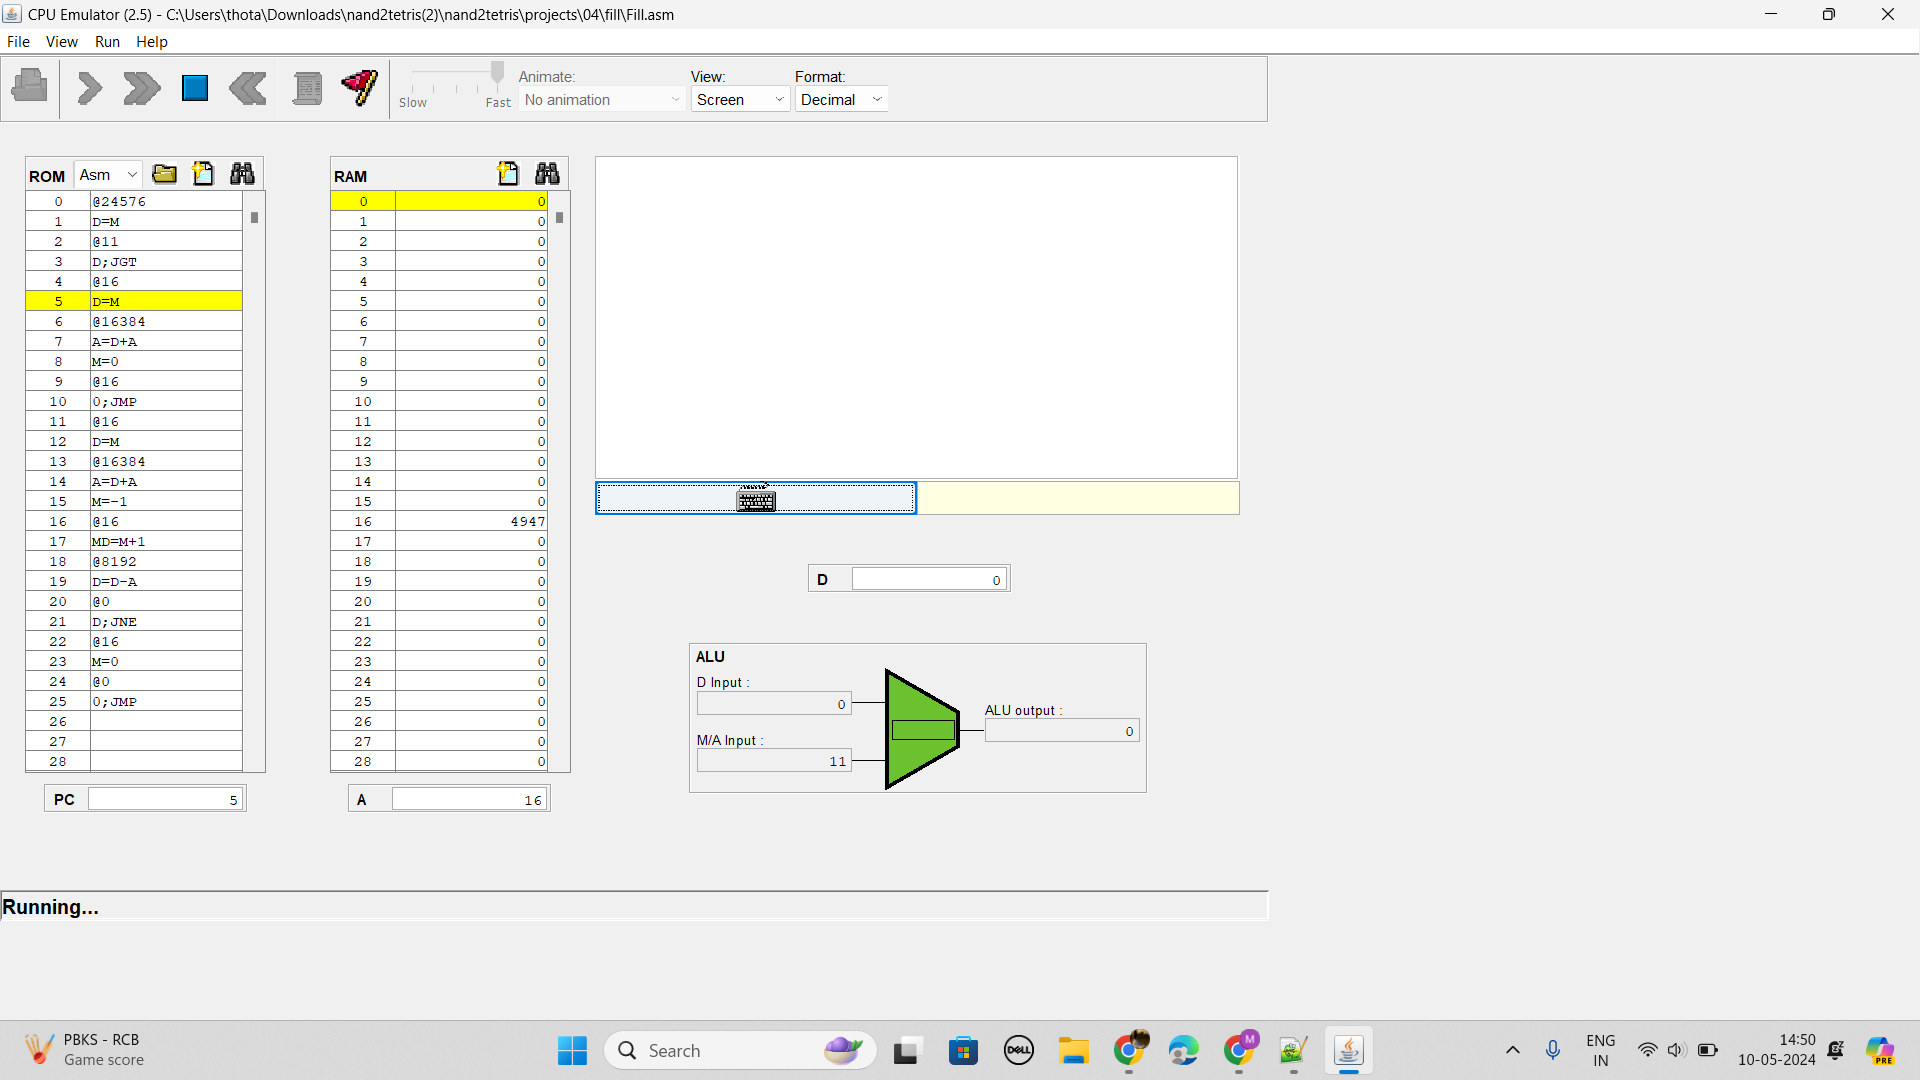 CPU Emulator (2.5) - C:\Users\thota\Downloads\nand2tetris(2)\nand2tetris\projects\04\fill\Fill.asm
File View Run Help
Slow Fast
Animate:
No animation
View:
Screen
Format:
Decimal
ROM Asm
0 @24576
1 D=M
2 @11
3 D;JGT
4 @16
5 D=M
6 @16384
7 A=D+A
8 M=0
9 @16
10 0;JMP
11 @16
12 D=M
13 @16384
14 A=D+A
15 M=-1
16 @16
17 MD=M+1
18 @8192
19 D=D-A
20 @0
21 D;JNE
22 @16
23 M=0
24 @0
25 0;JMP
26
27
28
PC 5
RAM
0 0
1 0
2 0
3 0
4 0
5 0
6 0
7 0
8 0
9 0
10 0
11 0
12 0
13 0
14 0
15 0
16 4947
17 0
18 0
19 0
20 0
21 0
22 0
23 0
24 0
25 0
26 0
27 0
28 0
A 16
D 0
ALU
D Input :
0
M/A Input :
11
ALU output :
0
Running...
PBKS - RCB
Game score
Search
DELL
M
ENG
IN
14:50
10-05-2024
PRE